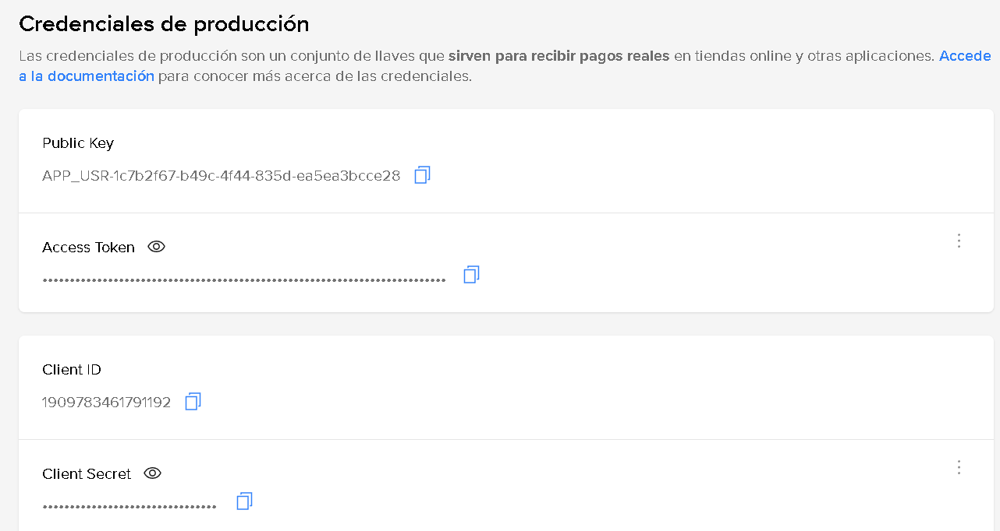 Credenciales de producción
Las credenciales de producción son un conjunto de llaves que sirven para recibir pagos reales en tiendas online y otras aplicaciones. Accede
a la documentación para conocer más acerca de las credenciales.
Public Key
APP_USR-1c7b2f67-b49c-4f44-835d-ea5ea3bcce28
Access Token
Client ID
1909783461791192
Client Secret